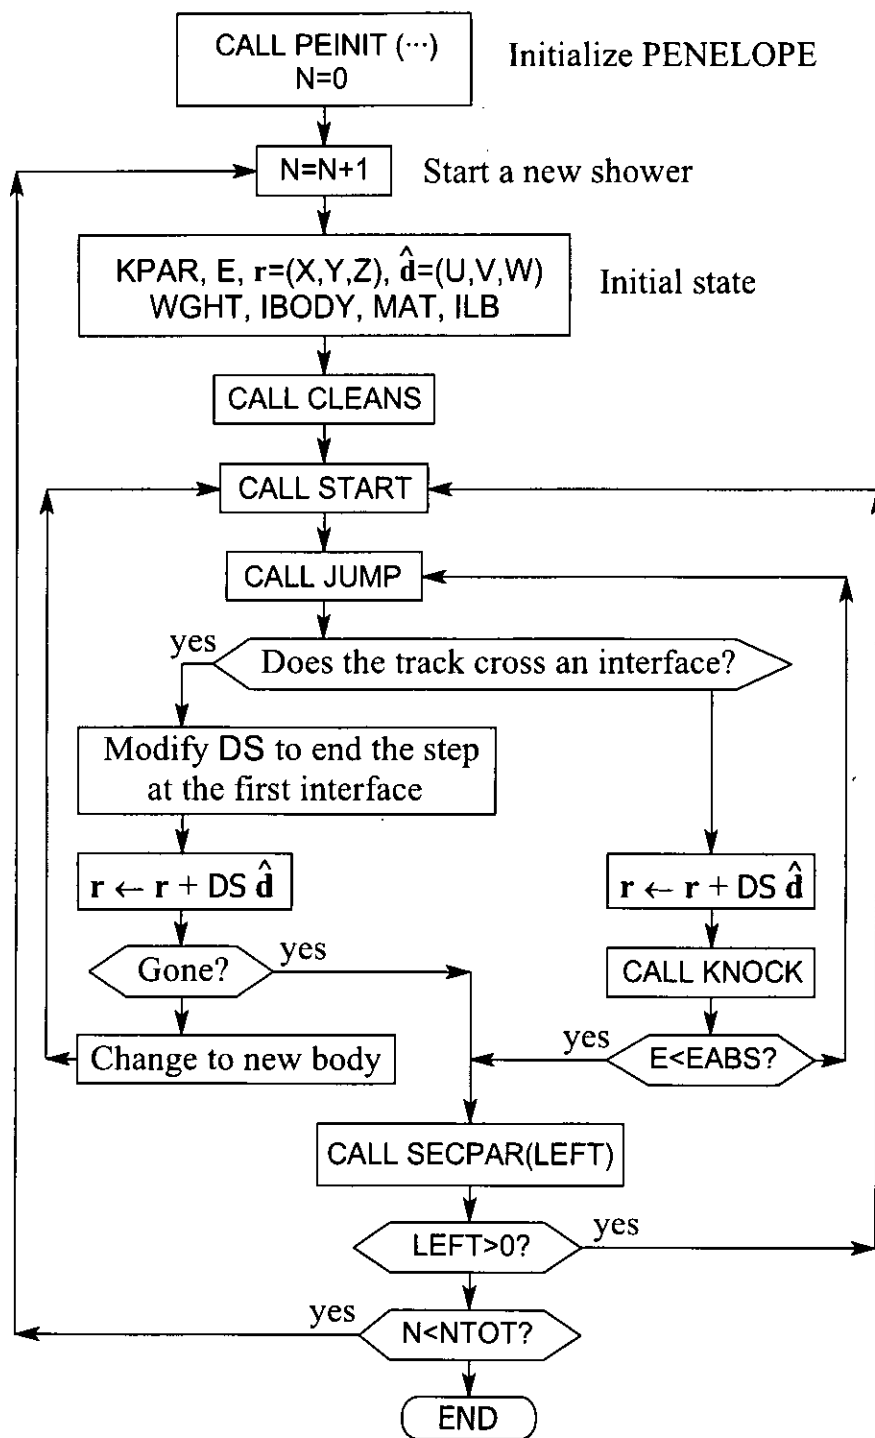 CALL PEINIT (···)
N=0
Initialize PENELOPE
N=N+1
Start a new shower
KPAR, E, r=(X,Y,Z), d̂=(U,V,W)
WGHT, IBODY, MAT, ILB
Initial state
CALL CLEANS
CALL START
CALL JUMP
yes
Does the track cross an interface?
Modify DS to end the step
at the first interface
r ← r + DS d̂
r ← r + DS d̂
Gone?
yes
CALL KNOCK
Change to new body
yes
E<EABS?
CALL SECPAR(LEFT)
LEFT>0?
yes
yes
N<NTOT?
END